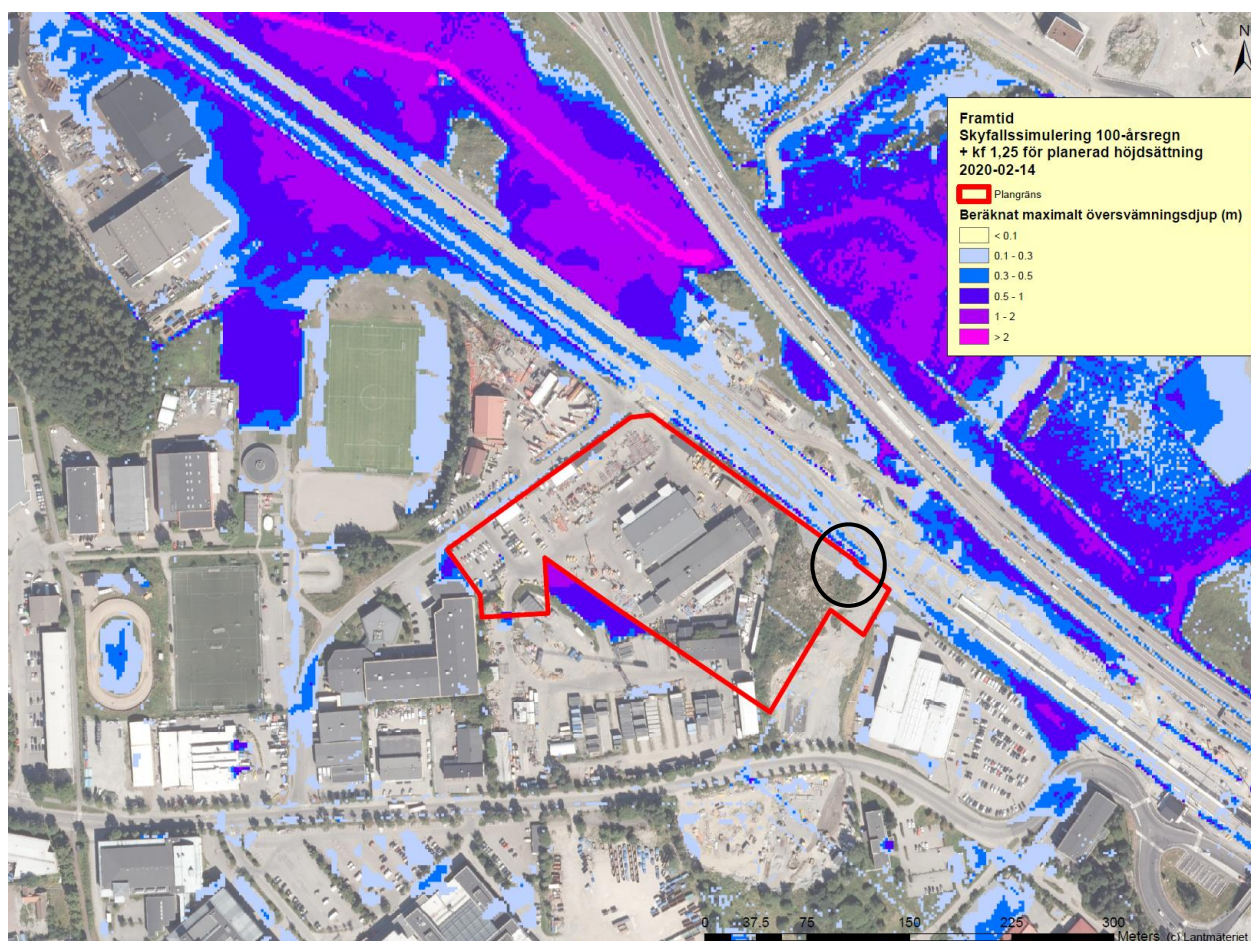 N
Framtid
Skyfallssimulering 100-årsregn
+ kf 1,25 för planerad höjdsättning
2020-02-14
Plangräns
Beräknat maximalt översvämningsdjup (m)
< 0.1
0.1 - 0.3
0.3 - 0.5
0.5 - 1
1 - 2
> 2
0 37.5 75 150 225 300
Meters (c) Lantmäteriet